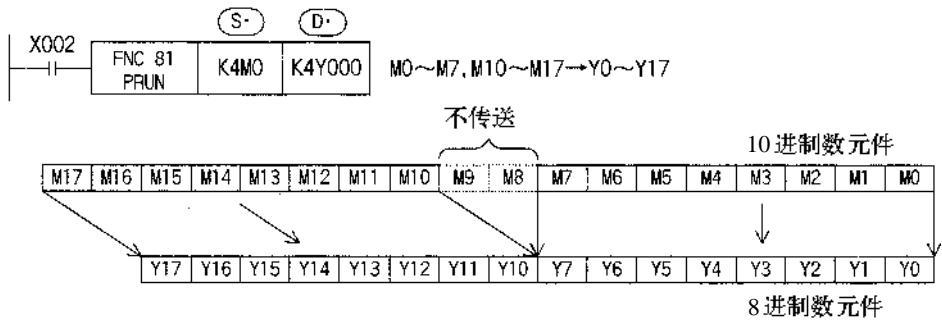 S· D·
X002
FNC 81 PRUN K4M0 K4Y000 M0～M7, M10～M17→Y0～Y17
不传送
10进制数元件
M17 M16 M15 M14 M13 M12 M11 M10 M9 M8 M7 M6 M5 M4 M3 M2 M1 M0
Y17 Y16 Y15 Y14 Y13 Y12 Y11 Y10 Y7 Y6 Y5 Y4 Y3 Y2 Y1 Y0
8进制数元件